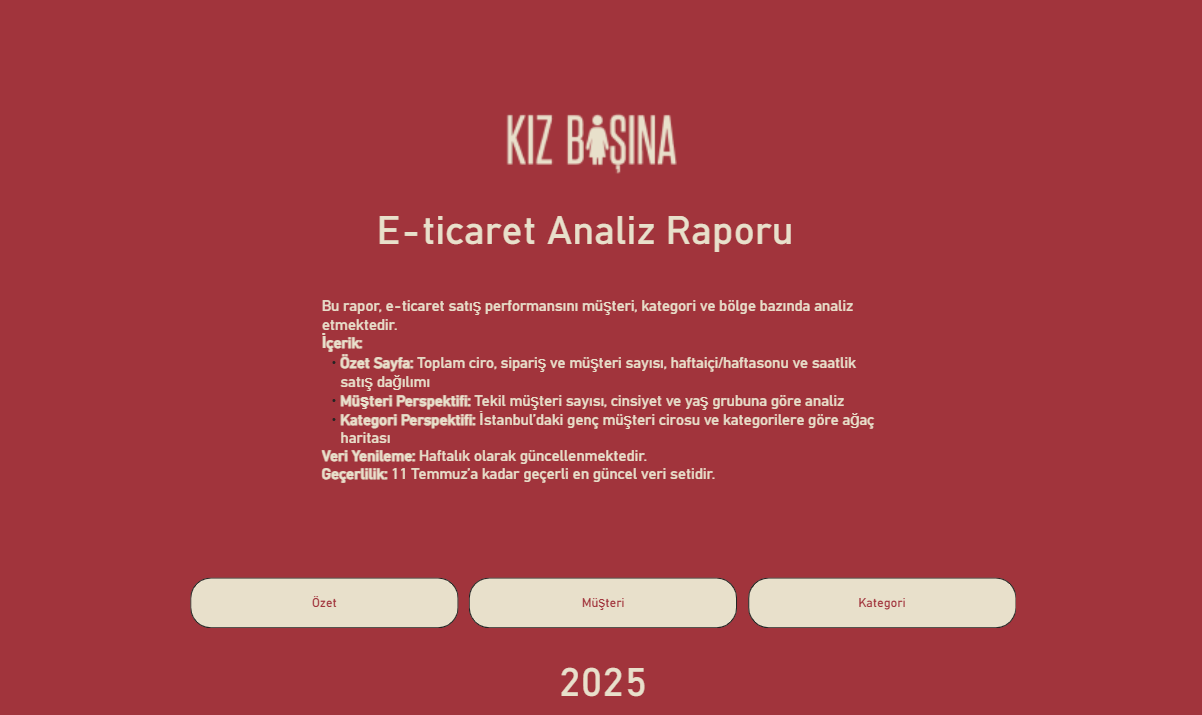 KIZ BAŞINA
E-ticaret Analiz Raporu
Bu rapor, e-ticaret satış performansını müşteri, kategori ve bölge bazında analiz
etmektedir.
İçerik:
• Özet Sayfa: Toplam ciro, sipariş ve müşteri sayısı, haftaiçi/haftasonu ve saatlik
satış dağılımı
• Müşteri Perspektifi: Tekil müşteri sayısı, cinsiyet ve yaş grubuna göre analiz
• Kategori Perspektifi: İstanbul’daki genç müşteri cirosu ve kategorilere göre ağaç
haritası
Veri Yenileme: Haftalık olarak güncellenmektedir.
Geçerlilik: 11 Temmuz’a kadar geçerli en güncel veri setidir.
Özet
Müşteri
Kategori
2025